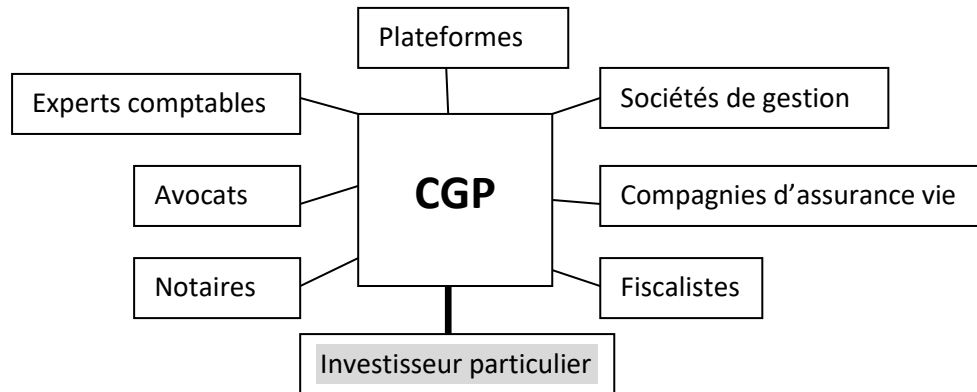 Plateformes
Experts comptables
Sociétés de gestion
Avocats
CGP
Compagnies d’assurance vie
Notaires
Fiscalistes
Investisseur particulier